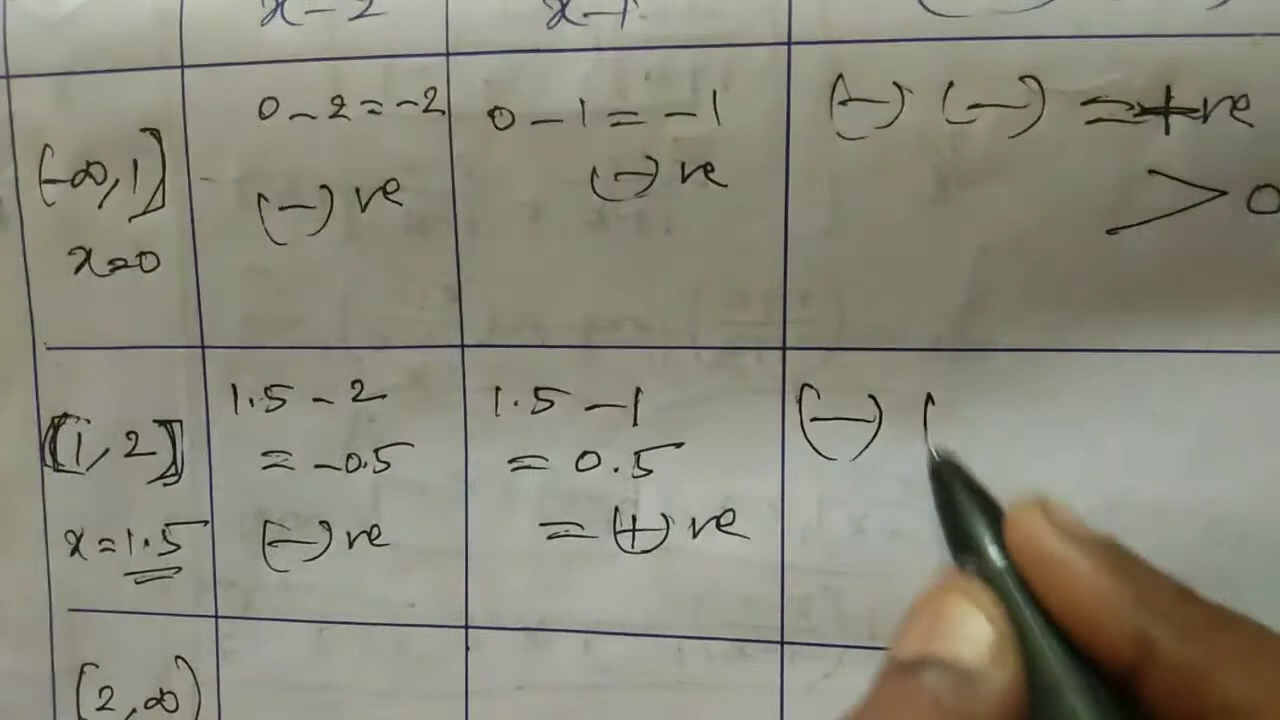 x-2 x-1
0-2=-2 0-1=-1 (-) (-) =+ve
(-∞,1] (-)ve (-)ve >0
x=0
1.5-2 1.5-1 (-) (
[1,2] =-0.5 =0.5
x=1.5 (-)ve =(+)ve
(2,∞)